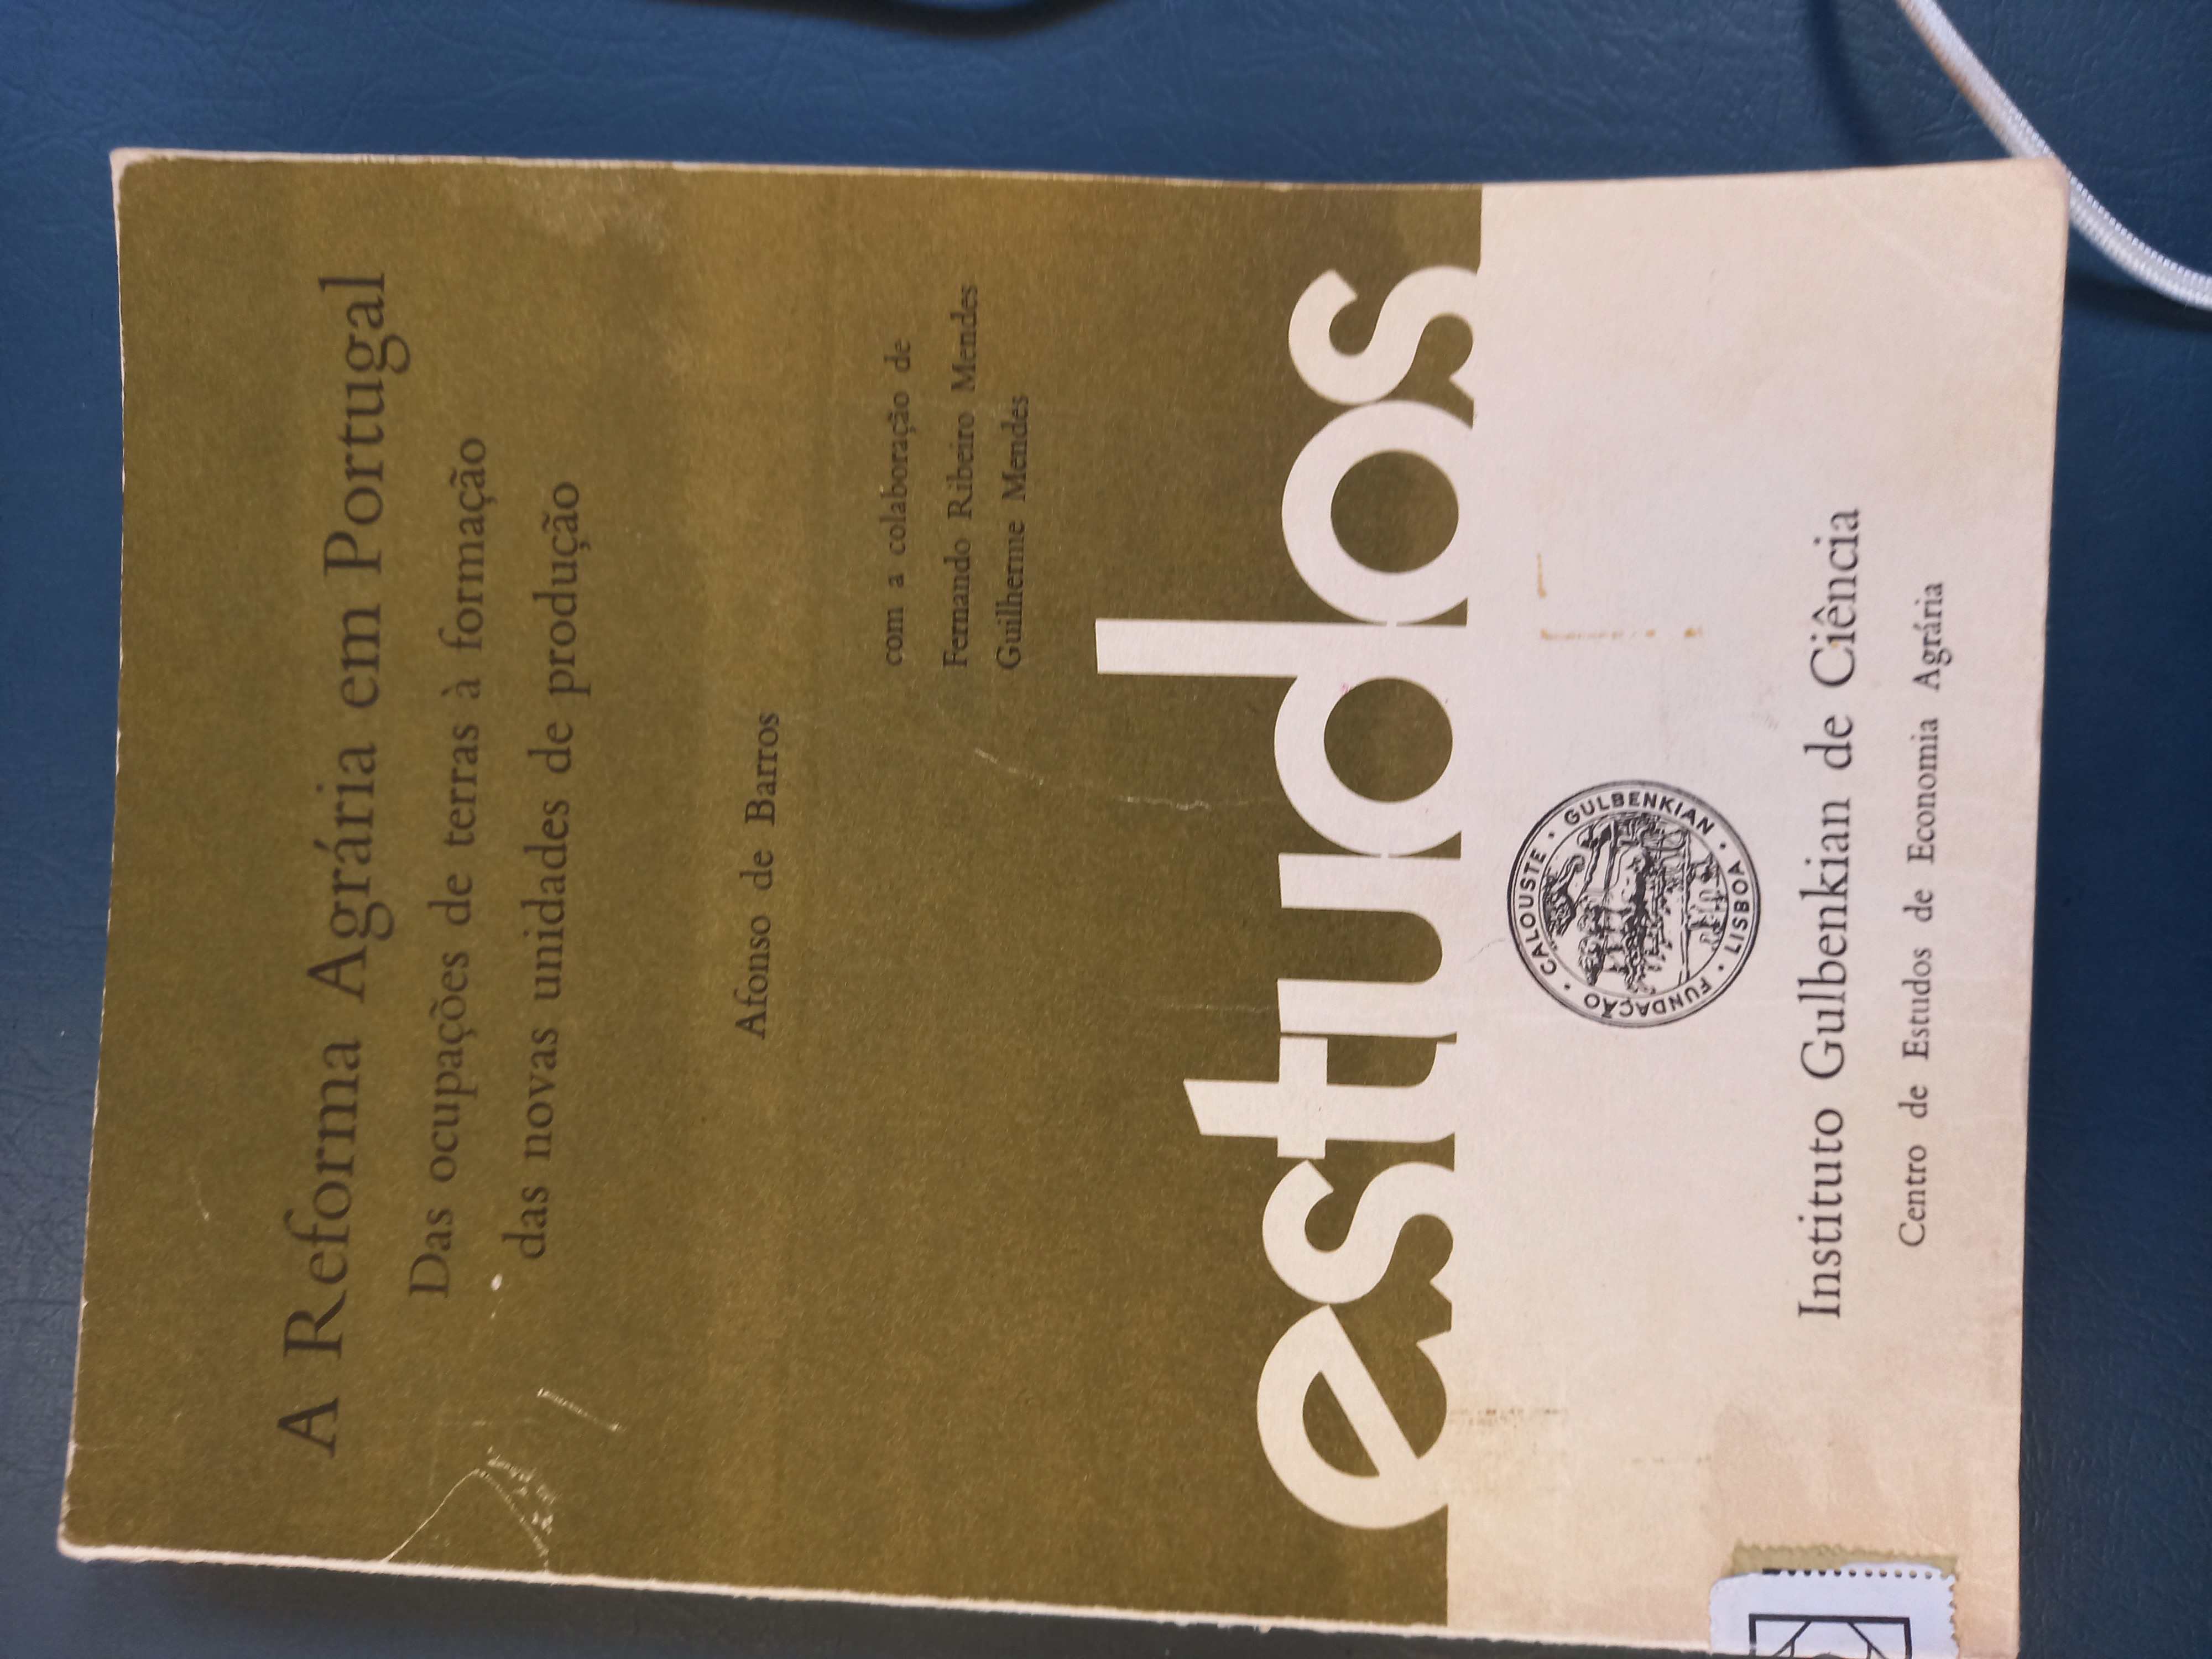 A Reforma Agrária em Portugal
Das ocupações de terras à formação
das novas unidades de produção
Afonso de Barros
com a colaboração de
Fernando Ribeiro Mendes
Guilherme Mendes
estudos
FUNDAÇÃO · CALOUSTE · GULBENKIAN · LISBOA ·
Instituto Gulbenkian de Ciência
Centro de Estudos de Economia Agrária